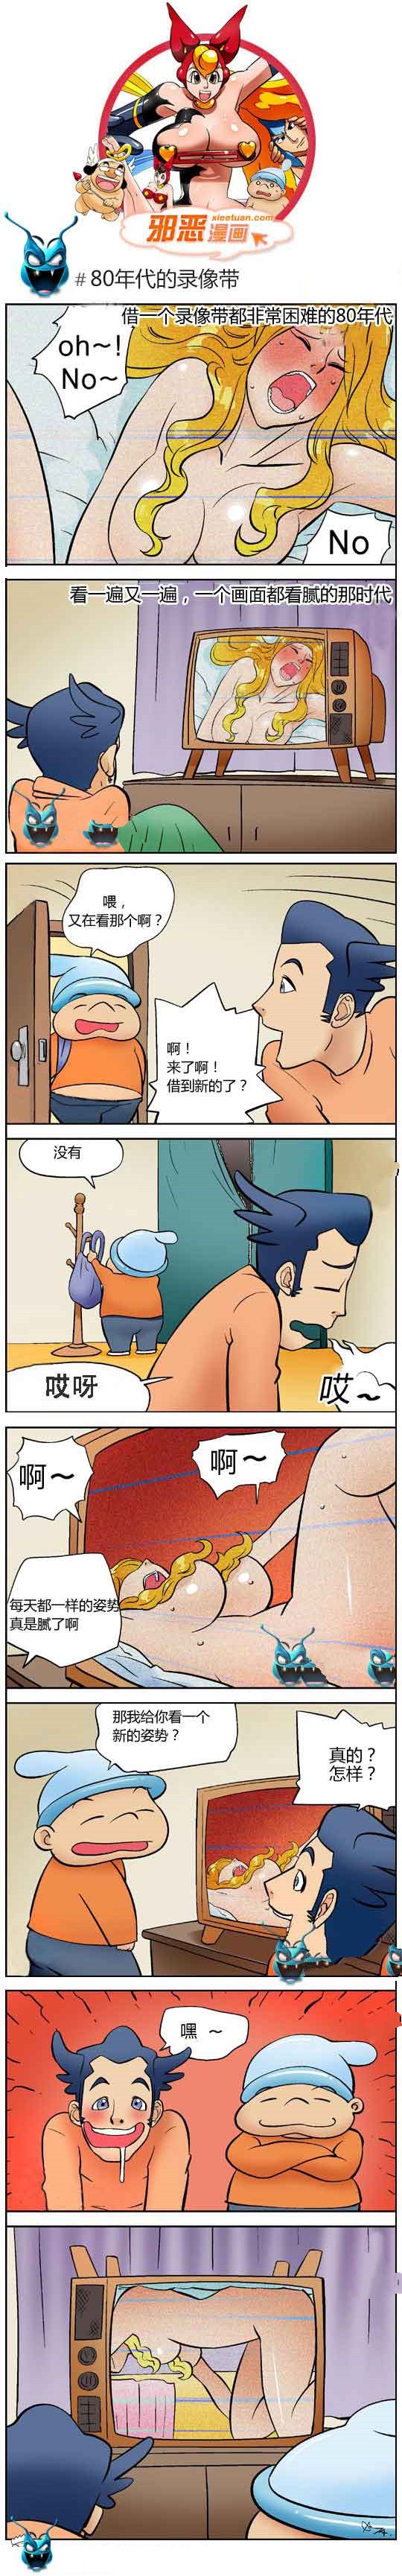 xieetuan.com
邪恶漫画
#80年代的录像带
借一个录像带都非常困难的80年代
oh~!
No~
No
看一遍又一遍，一个画面都看腻的那时代
喂，
又在看那个啊？
啊！
来了啊！
借到新的了？
没有
哎呀
哎~
啊~
啊~
每天都一样的姿势
真是腻了啊
那我给你看一个
新的姿势？
真的？
怎样？
嘿 ~